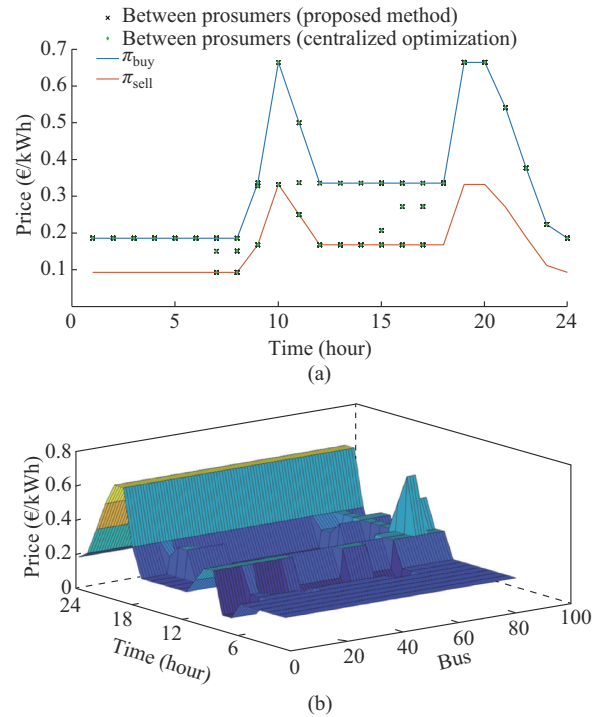 (a)
Between prosumers (proposed method)
Between prosumers (centralized optimization)
π_buy
π_sell
Price (€/kWh)
0.7
0.6
0.5
0.4
0.3
0.2
0.1
0 5 10 15 20 24
Time (hour)
(a)
Price (€/kWh)
0.8
0.6
0.4
0.2
0
24 18 12 6
Time (hour)
0 20 40 60 80 100
Bus
(b)